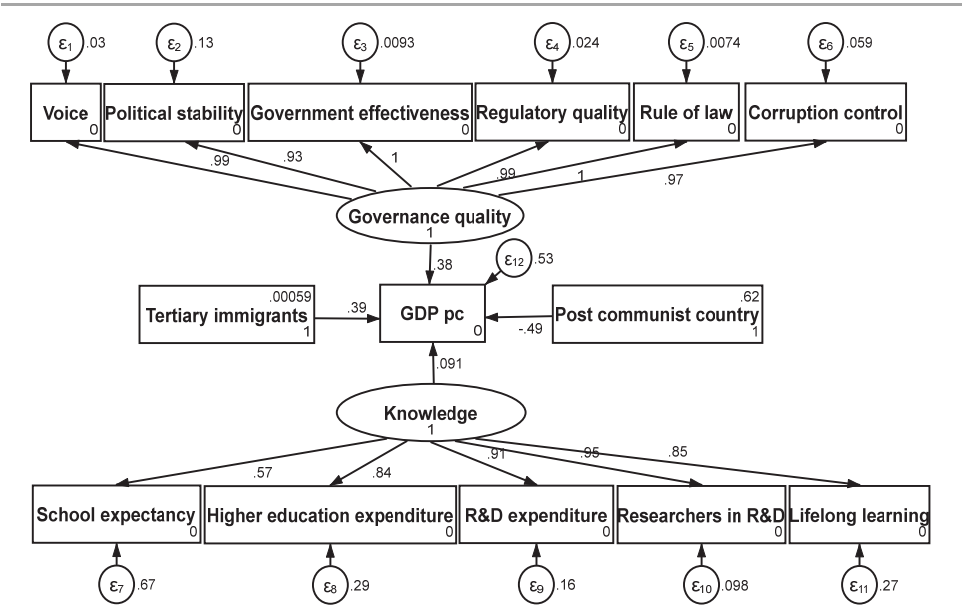 ε1 .03
ε2 .13
ε3 .0093
ε4 .024
ε5 .0074
ε6 .059
Voice 0
Political stability 0
Government effectiveness 0
Regulatory quality 0
Rule of law 0
Corruption control 0
.99
.93
1
.99
1
.97
Governance quality
1
.38
ε12 .53
.00059
Tertiary immigrants
1
.39
GDP pc
0
-.49
.62
Post communist country
1
.091
Knowledge
1
.57
.84
.91
.95
.85
School expectancy 0
Higher education expenditure 0
R&D expenditure 0
Researchers in R&D 0
Lifelong learning 0
ε7 .67
ε8 .29
ε9 .16
ε10 .098
ε11 .27